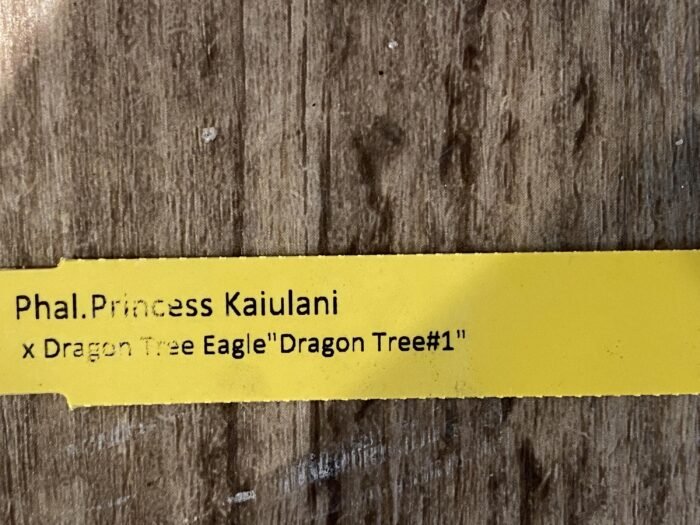 Phal.Princess Kaiulani
x Dragon Tree Eagle"Dragon Tree#1"